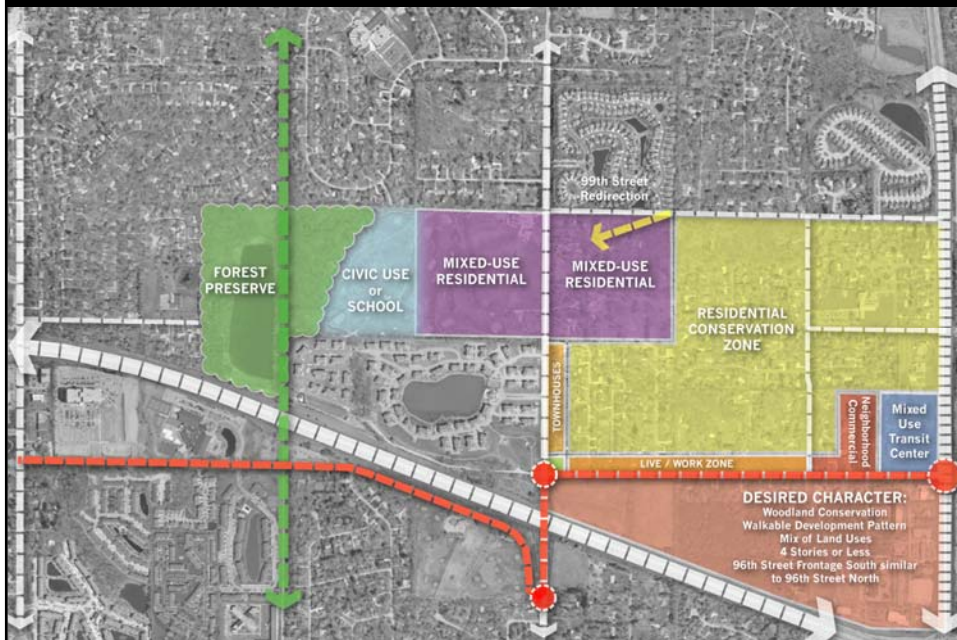 99th Street
Redirection
FOREST
PRESERVE
CIVIC USE
or
SCHOOL
MIXED-USE
RESIDENTIAL
MIXED-USE
RESIDENTIAL
RESIDENTIAL
CONSERVATION
ZONE
TOWNHOUSES
Neighborhood
Commercial
Mixed
Use
Transit
Center
LIVE / WORK ZONE
DESIRED CHARACTER:
Woodland Conservation
Walkable Development Pattern
Mix of Land Uses
4 Stories or Less
96th Street Frontage South similar
to 96th Street North